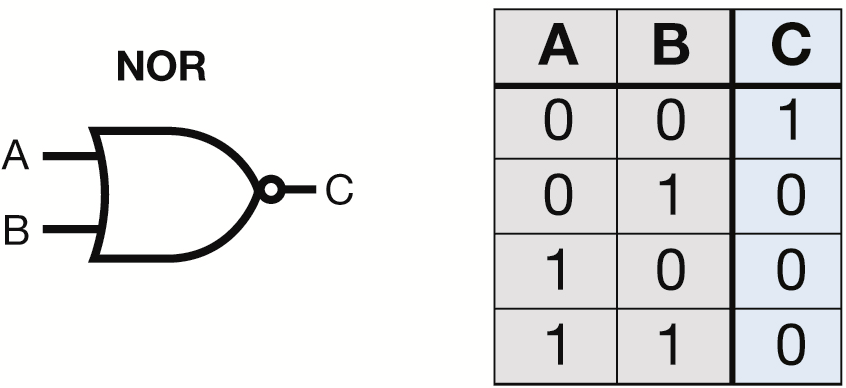 NOR
A
B
C
A B C
0 0 1
0 1 0
1 0 0
1 1 0